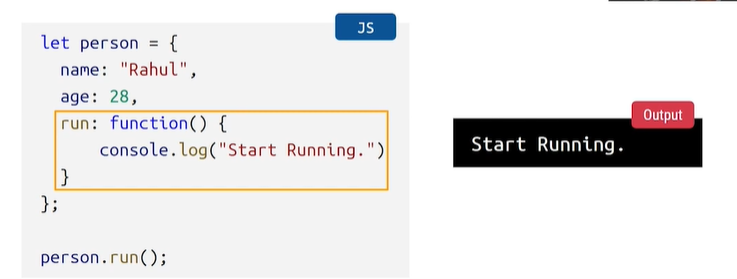 JS
let person = {
  name: "Rahul",
  age: 28,
  run: function() {
      console.log("Start Running.")
  }
};

person.run();
Output
Start Running.